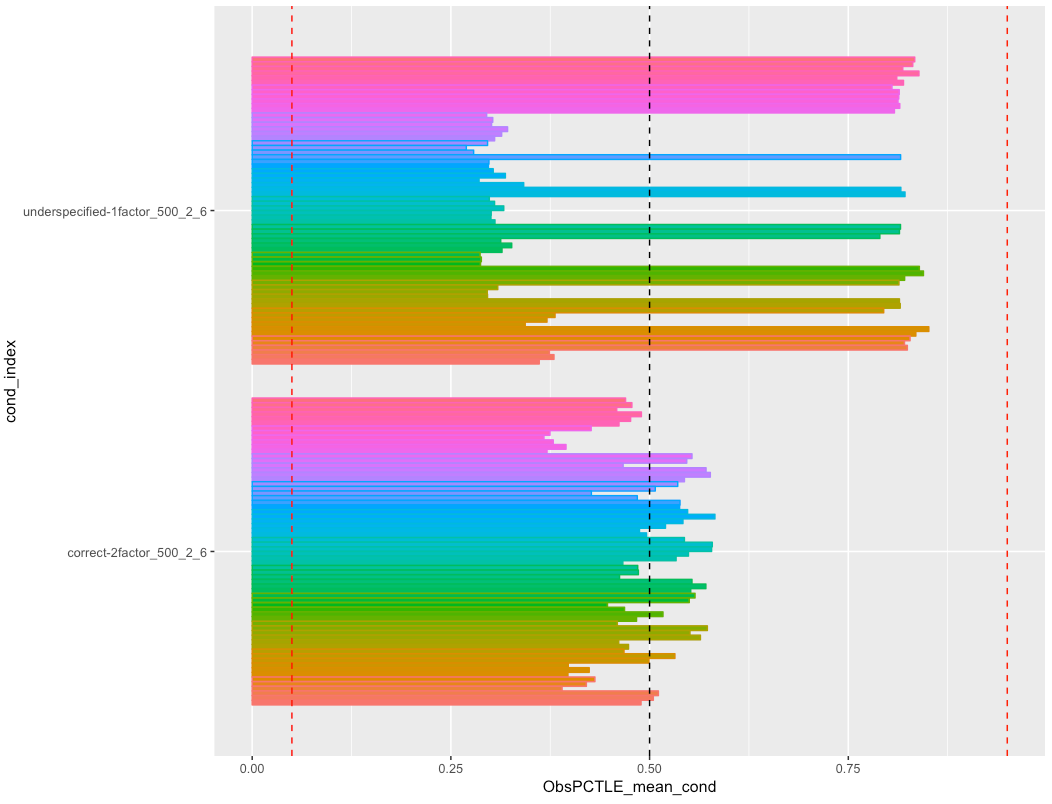 cond_index
underspecified-1factor_500_2_6
correct-2factor_500_2_6
0.00 0.25 0.50 0.75
ObsPCTLE_mean_cond